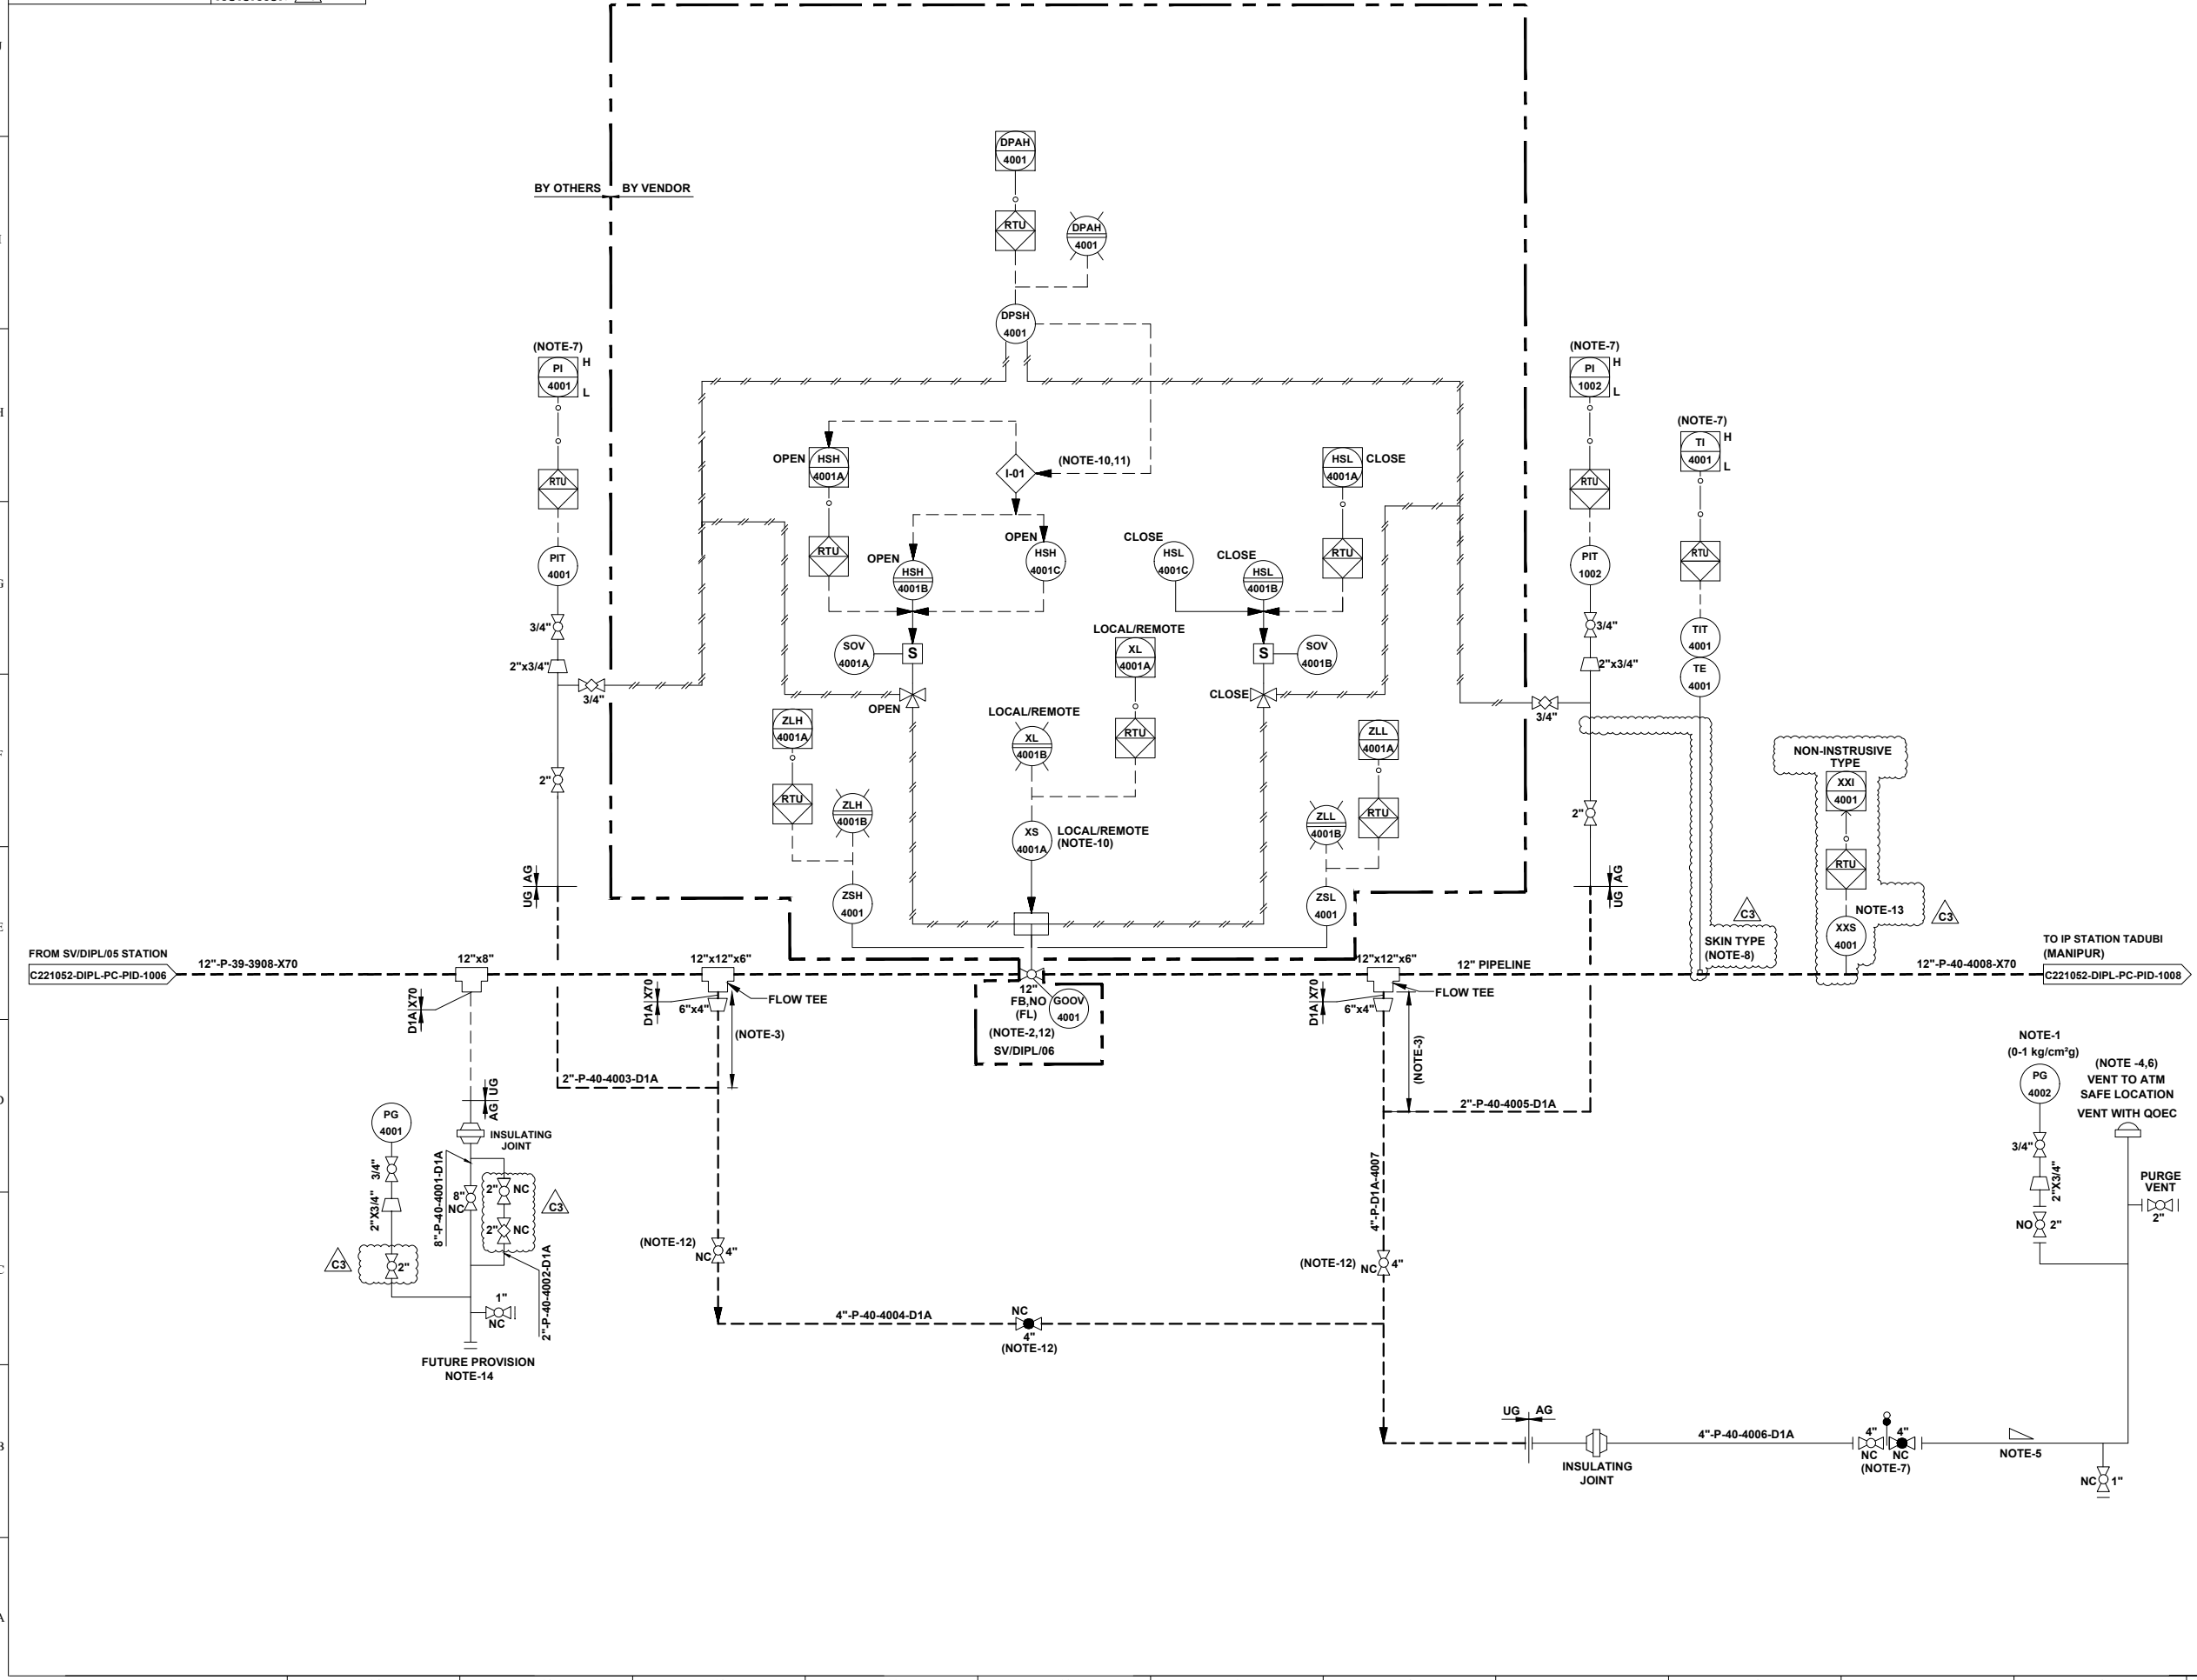 BY OTHERS
BY VENDOR
DPAH
4001
RTU
DPAH
4001
DPSH
4001
(NOTE-7)
PI
4001
H
L
RTU
PIT
4001
3/4"
2"x3/4"
3/4"
2"
UG
AG
OPEN
HSH
4001A
RTU
I-01
(NOTE-10,11)
OPEN
HSH
4001B
OPEN
HSH
4001C
CLOSE
HSL
4001C
CLOSE
HSL
4001B
HSL
4001A
CLOSE
RTU
SOV
4001A
S
OPEN
S
SOV
4001B
CLOSE
LOCAL/REMOTE
XL
4001A
RTU
LOCAL/REMOTE
XL
4001B
XS
4001A
LOCAL/REMOTE
(NOTE-10)
ZLH
4001A
RTU
ZLH
4001B
ZSH
4001
ZLL
4001A
RTU
ZLL
4001B
ZSL
4001
(NOTE-7)
PI
1002
H
L
RTU
PIT
1002
3/4"
2"x3/4"
3/4"
2"
UG
AG
(NOTE-7)
TI
4001
H
L
RTU
TIT
4001
TE
4001
NON-INSTRUSIVE
TYPE
XXI
4001
RTU
NOTE-13
XXS
4001
C3
C3
SKIN TYPE
(NOTE-8)
FROM SV/DIPL/05 STATION
C221052-DIPL-PC-PID-1006
12"-P-39-3908-X70
12"x8"
D1A
X70
12"x12"x6"
FLOW TEE
D1A
X70
6"x4"
(NOTE-3)
12"
FB,NO
(FL)
GOOV
4001
(NOTE-2,12)
SV/DIPL/06
12"x12"x6"
FLOW TEE
D1A
X70
6"x4"
(NOTE-3)
12" PIPELINE
12"-P-40-4008-X70
TO IP STATION TADUBI
(MANIPUR)
C221052-DIPL-PC-PID-1008
2"-P-40-4003-D1A
2"-P-40-4005-D1A
AG
UG
INSULATING
JOINT
PG
4001
3/4"
2"X3/4"
C3
2"
8"-P-40-4001-D1A
8"
NC
2"
NC
2"
NC
C3
2"-P-40-4002-D1A
1"
NC
FUTURE PROVISION
NOTE-14
(NOTE-12)
NC
4"
4"-P-40-4004-D1A
NC
4"
(NOTE-12)
4"-P-D1A-4007
(NOTE-12)
NC
4"
UG
AG
INSULATING
JOINT
4"-P-40-4006-D1A
4"
4"
NC
NC
(NOTE-7)
NOTE-5
NC
1"
NOTE-1
(0-1 kg/cm²g)
PG
4002
3/4"
2"X3/4"
NO
2"
(NOTE -4,6)
VENT TO ATM
SAFE LOCATION
VENT WITH QOEC
PURGE
VENT
2"